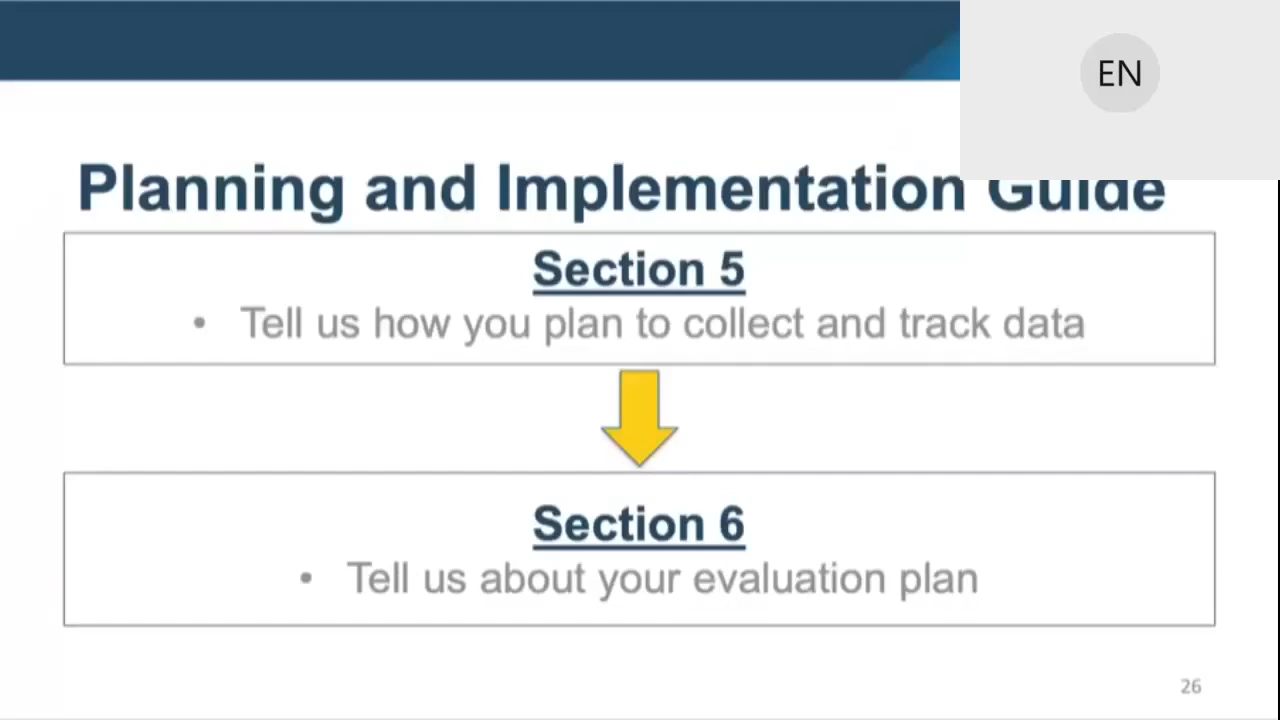 EN
Planning and Implementation Guide
Section 5
• Tell us how you plan to collect and track data
Section 6
• Tell us about your evaluation plan
26